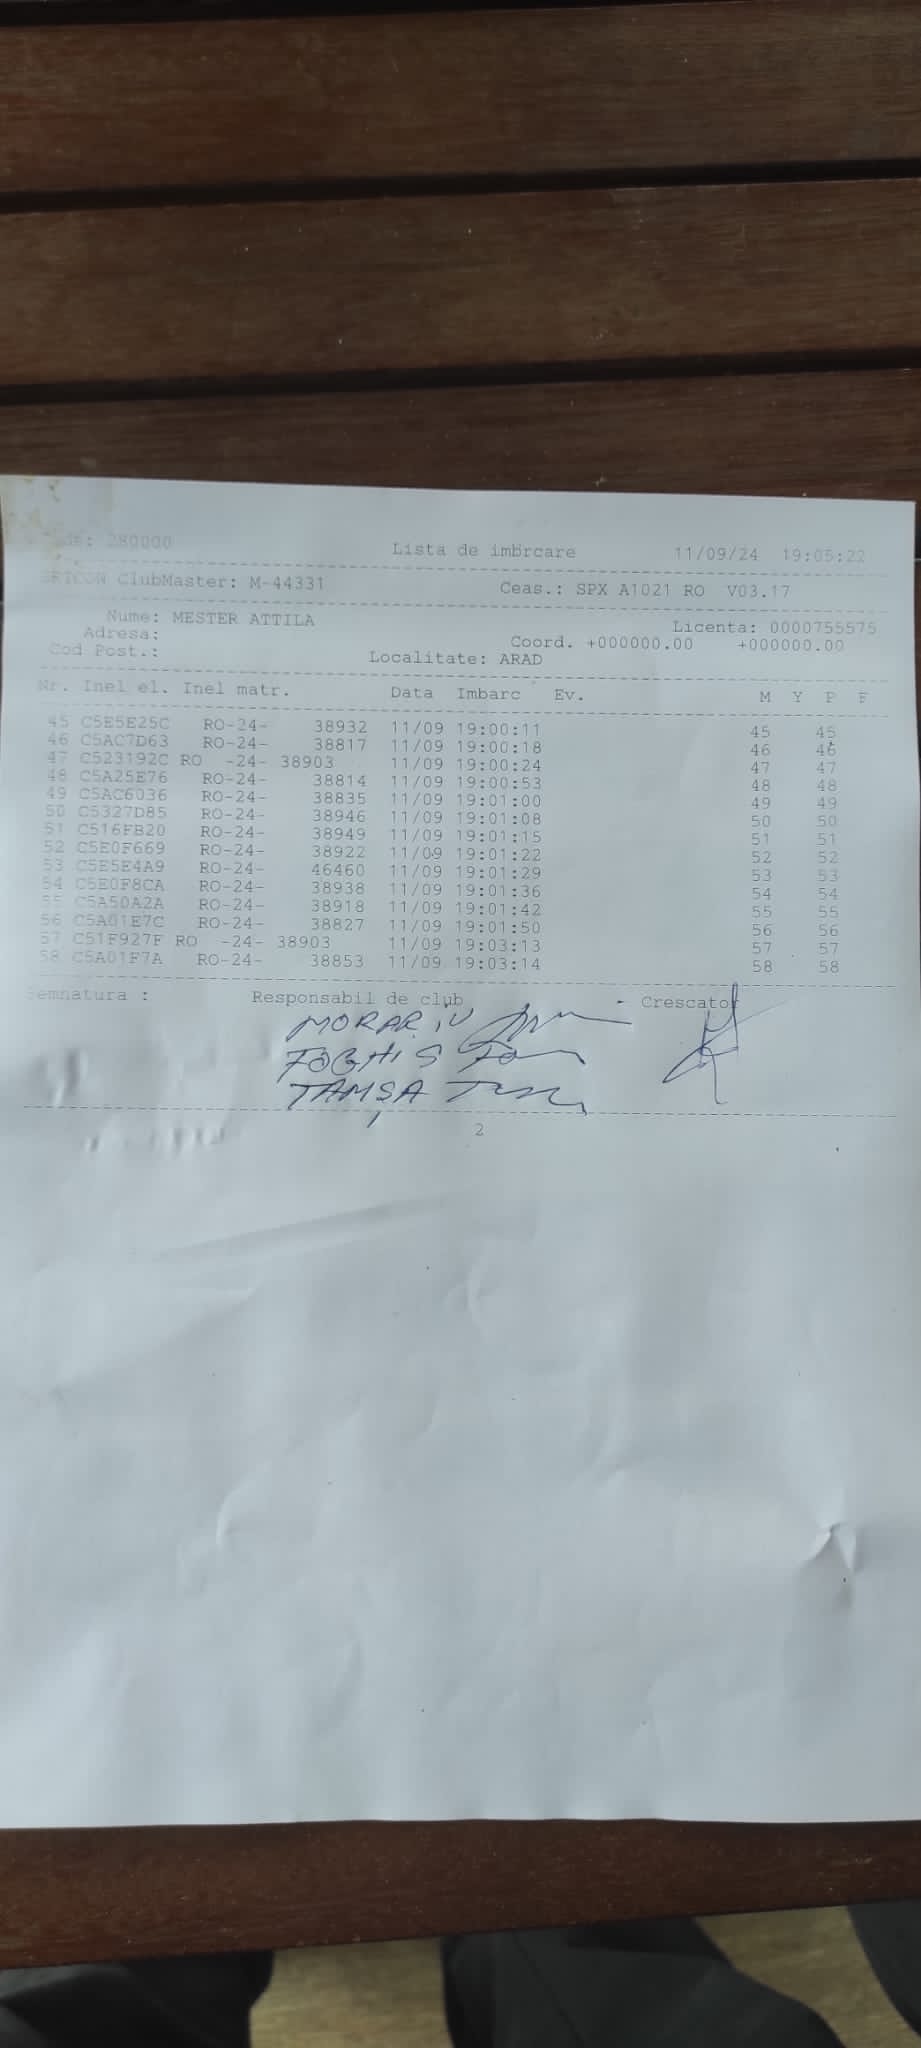 280000 Lista de imbrcare 11/09/24 19:05:22
ClubMaster: M-44331 Ceas.: SPX A1021 RO V03.17
Nume: MESTER ATTILA Licenta: 0000755575
Adresa: Coord. +000000.00 +000000.00
Cod Post.: Localitate: ARAD
Nr. Inel el. Inel matr. Data Imbarc Ev. M Y P F
45 C5E5E25C RO-24- 38932 11/09 19:00:11 45 45
46 C5AC7D63 RO-24- 38817 11/09 19:00:18 46 46
47 C523192C RO -24- 38903 11/09 19:00:24 47 47
48 C5A25E76 RO-24- 38814 11/09 19:00:53 48 48
49 C5AC6036 RO-24- 38835 11/09 19:01:00 49 49
50 C5327D85 RO-24- 38946 11/09 19:01:08 50 50
51 C516FB20 RO-24- 38949 11/09 19:01:15 51 51
52 C5E0F669 RO-24- 38922 11/09 19:01:22 52 52
53 C5E5E4A9 RO-24- 46460 11/09 19:01:29 53 53
54 C5E0F8CA RO-24- 38938 11/09 19:01:36 54 54
55 C5A50A2A RO-24- 38918 11/09 19:01:42 55 55
56 C5A01E7C RO-24- 38827 11/09 19:01:50 56 56
57 C51F927F RO -24- 38903 11/09 19:03:13 57 57
58 C5A01F7A RO-24- 38853 11/09 19:03:14 58 58
Semnatura : Responsabil de club - Crescator
MORARIU
FOGHIS
TAMSA
2